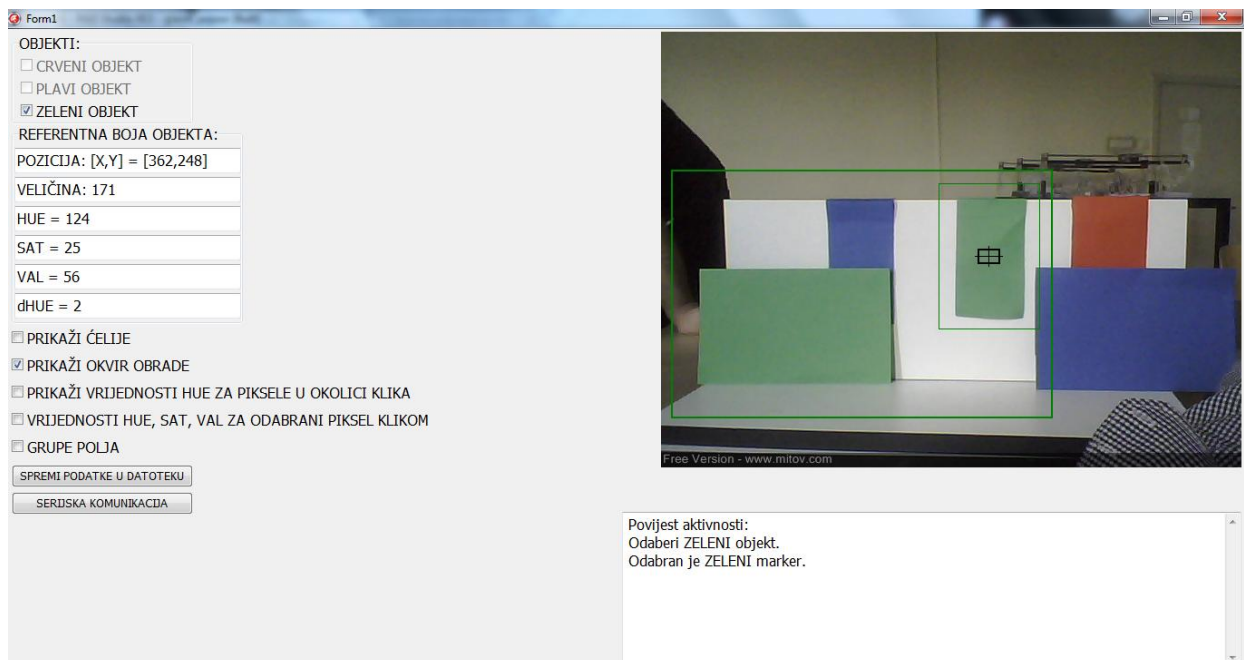 Form1
OBJEKTI:
CRVENI OBJEKT
PLAVI OBJEKT
ZELENI OBJEKT
REFERENTNA BOJA OBJEKTA:
POZICIJA: [X,Y] = [362,248]
VELIČINA: 171
HUE = 124
SAT = 25
VAL = 56
dHUE = 2
PRIKAŽI ĆELIJE
PRIKAŽI OKVIR OBRADE
PRIKAŽI VRIJEDNOSTI HUE ZA PIKSELE U OKOLICI KLIKA
VRIJEDNOSTI HUE, SAT, VAL ZA ODABRANI PIKSEL KLIKOM
GRUPE POLJA
SPREMI PODATKE U DATOTEKU
SERIJSKA KOMUNIKACIJA
Free Version - www.mitov.com
Povijest aktivnosti:
Odaberi ZELENI objekt.
Odabran je ZELENI marker.